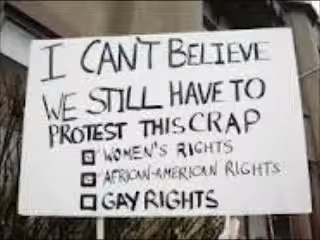 I CAN'T BELIEVE
WE STILL HAVE TO
PROTEST THIS CRAP
WOMEN'S RIGHTS
AFRICAN-AMERICAN RIGHTS
GAY RIGHTS